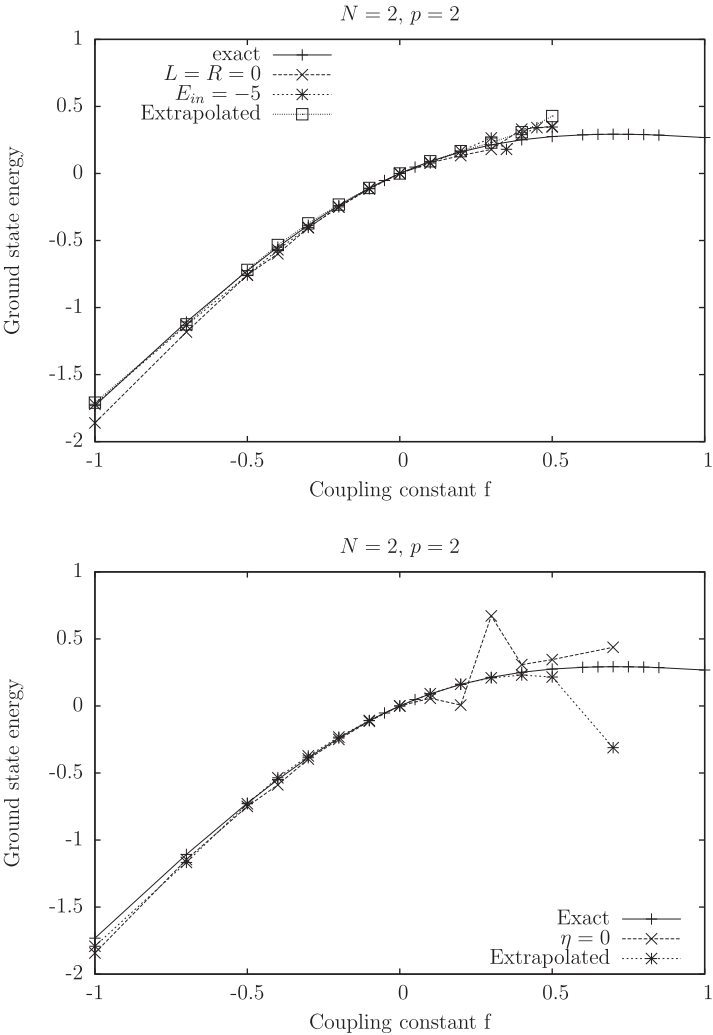 N = 2, p = 2
1
0.5
0
-0.5
-1
-1.5
-2
Ground state energy
exact
L = R = 0
E_in = −5
Extrapolated
-1
-0.5
0
0.5
1
Coupling constant f
N = 2, p = 2
1
0.5
0
-0.5
-1
-1.5
-2
Ground state energy
Exact
η = 0
Extrapolated
-1
-0.5
0
0.5
1
Coupling constant f